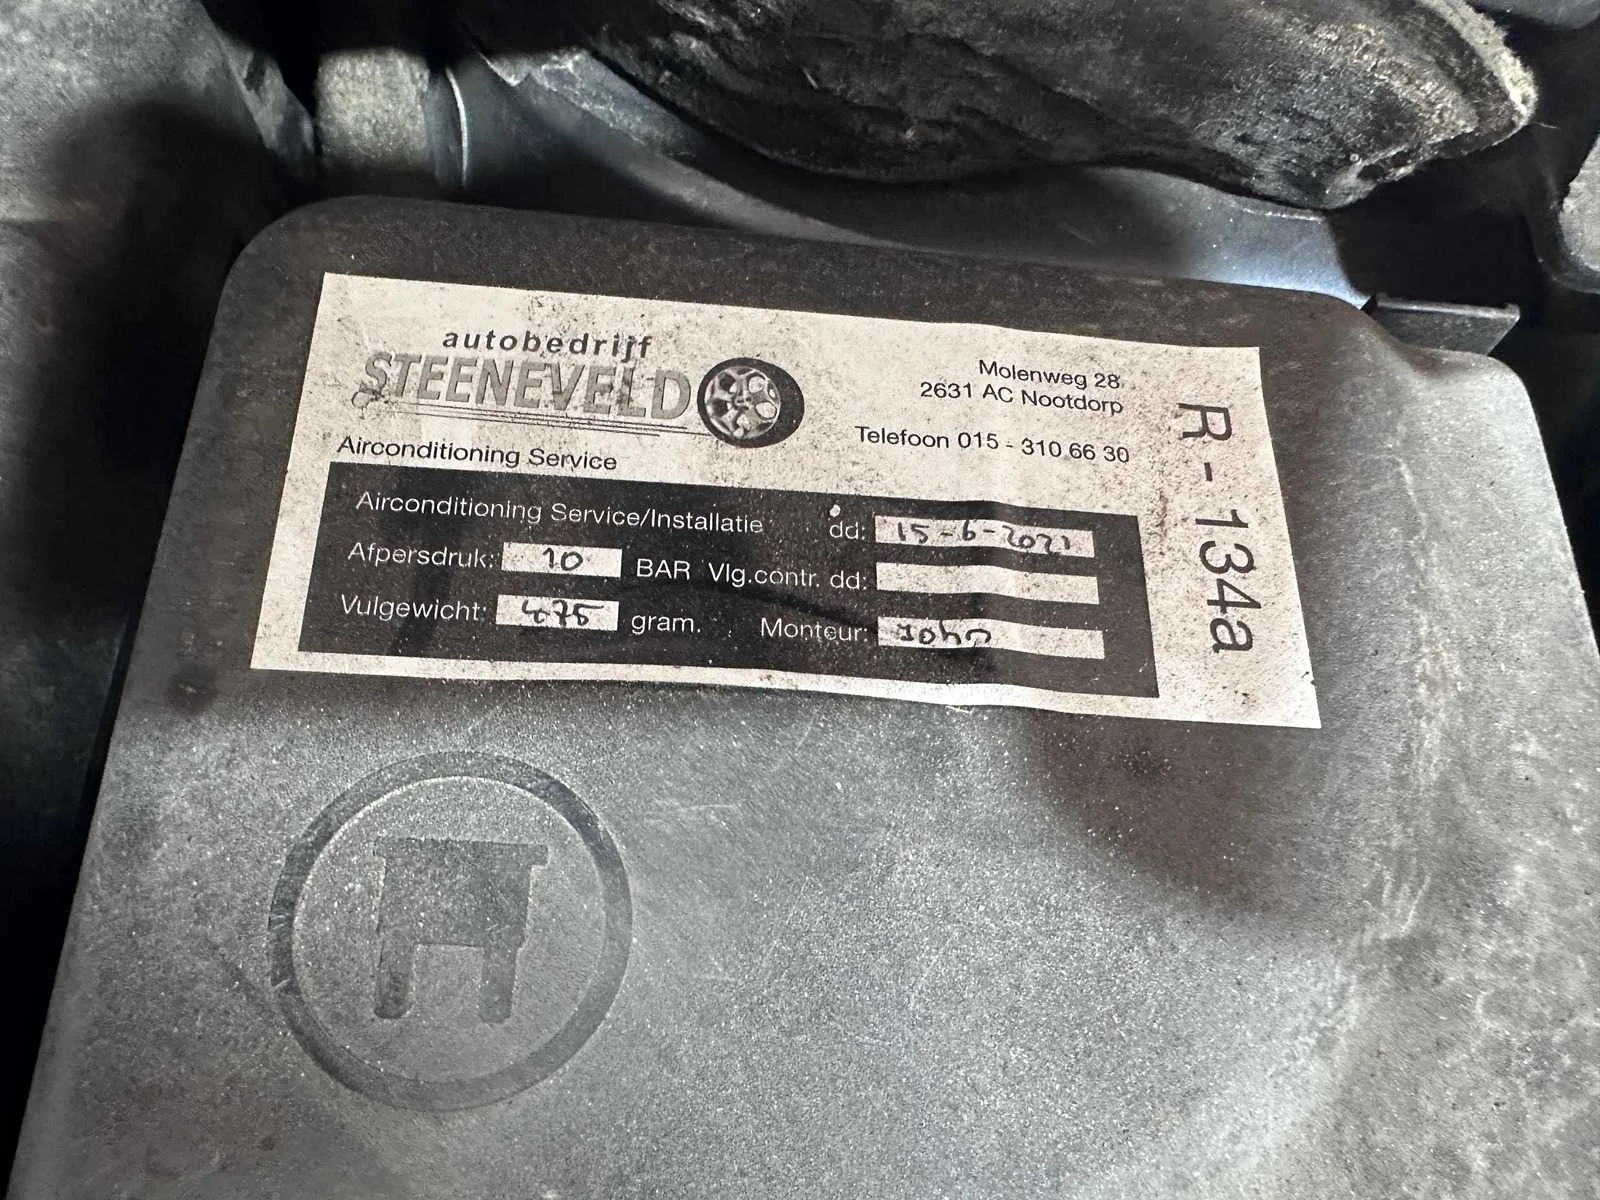 autobedrijf
STEENEVELD
Airconditioning Service
Molenweg 28
2631 AC Nootdorp
Telefoon 015 - 310 66 30
R-134a
Airconditioning Service/Installatie dd: 15-6-2021
Afpersdruk: 10 BAR Vlg.contr. dd:
Vulgewicht: 475 gram. Monteur: John